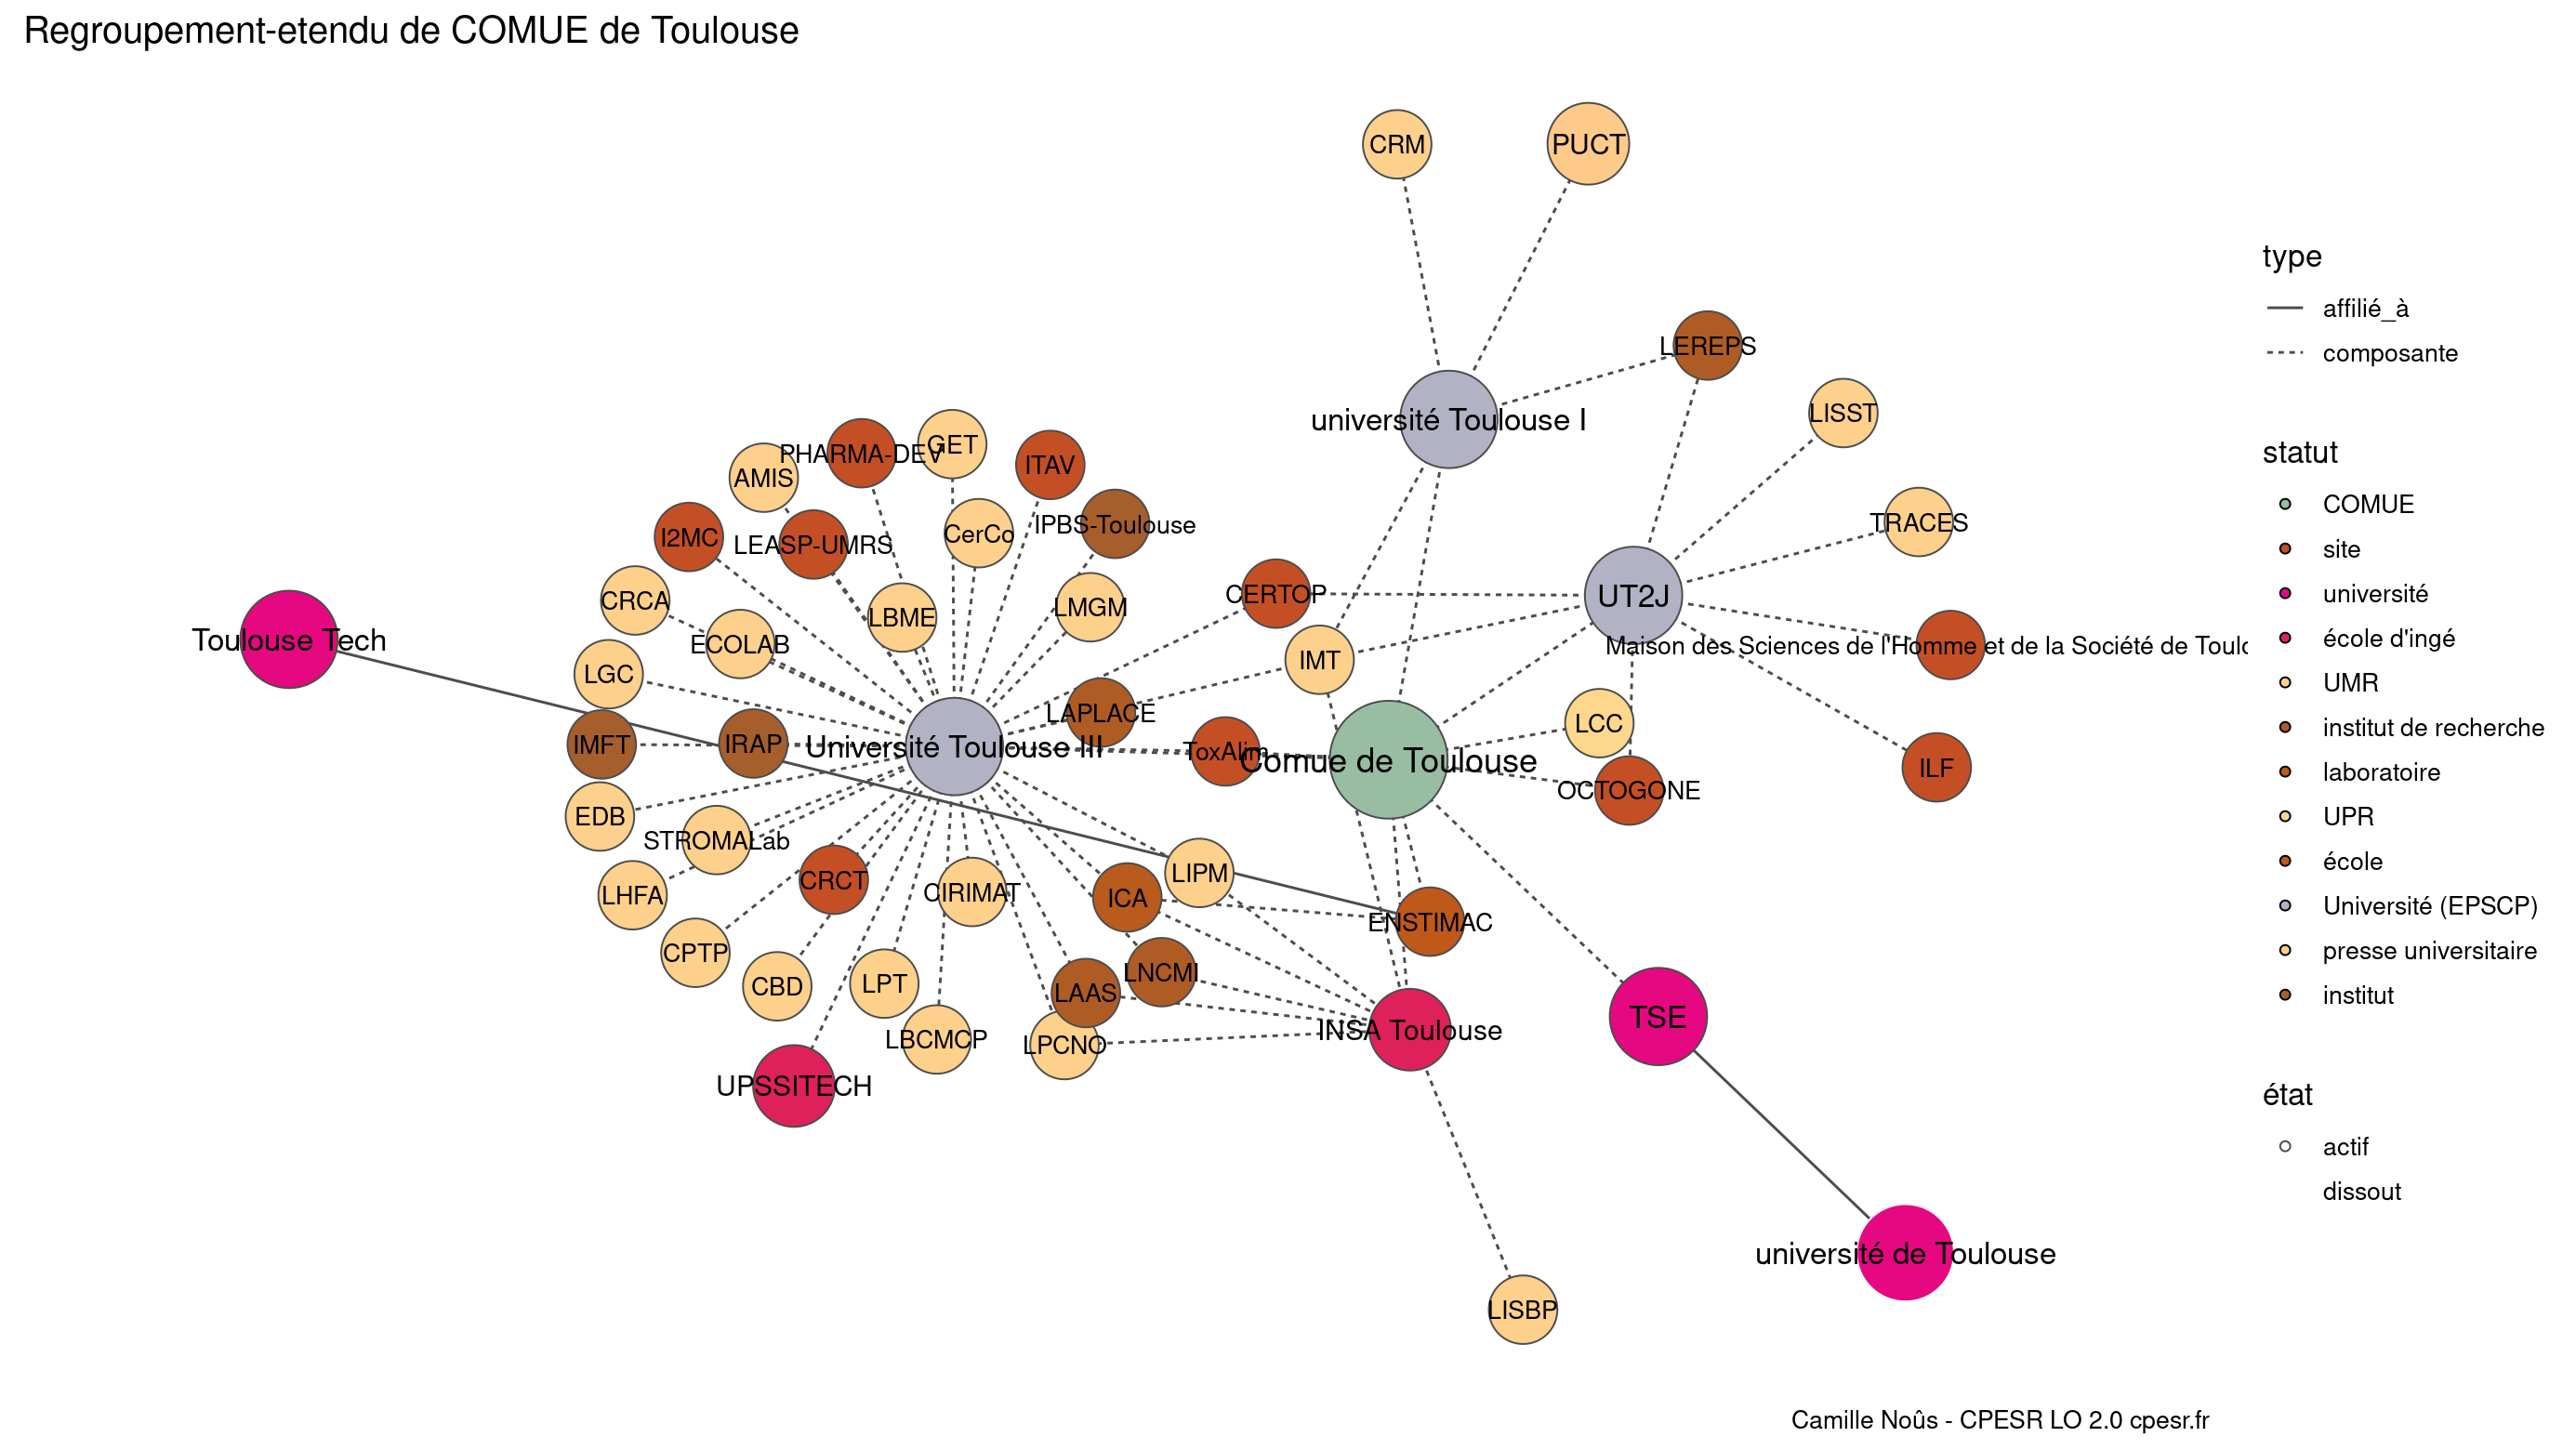 Regroupement-etendu de COMUE de Toulouse
CRM
PUCT
LEREPS
université Toulouse I
LISST
PHARMA-DEV
GET
ITAV
AMIS
I2MC
LEASP-UMRS
CerCo
IPBS-Toulouse
TRACES
CRCA
ECOLAB
LBME
LMGM
CERTOP
UT2J
Toulouse Tech
Maison des Sciences de l'Homme et de la Société de
IMT
LGC
LAPLACE
LCC
IMFT
IRAP
Université Toulouse III
ToxAlim
Comue de Toulouse
ILF
OCTOGONE
EDB
STROMALab
LHFA
CRCT
CIRIMAT
ICA
LIPM
ENSTIMAC
CPTP
CBD
LPT
LAAS
LNCMI
LBCMCP
LPCNO
INSA Toulouse
TSE
UPSSITECH
université de Toulouse
LISBP
type
affilié_à
composante
statut
COMUE
site
université
école d'ingé
UMR
institut de recherche
laboratoire
UPR
école
Université (EPSCP)
presse universitaire
institut
état
actif
dissout
Camille Noûs - CPESR LO 2.0 cpesr.fr